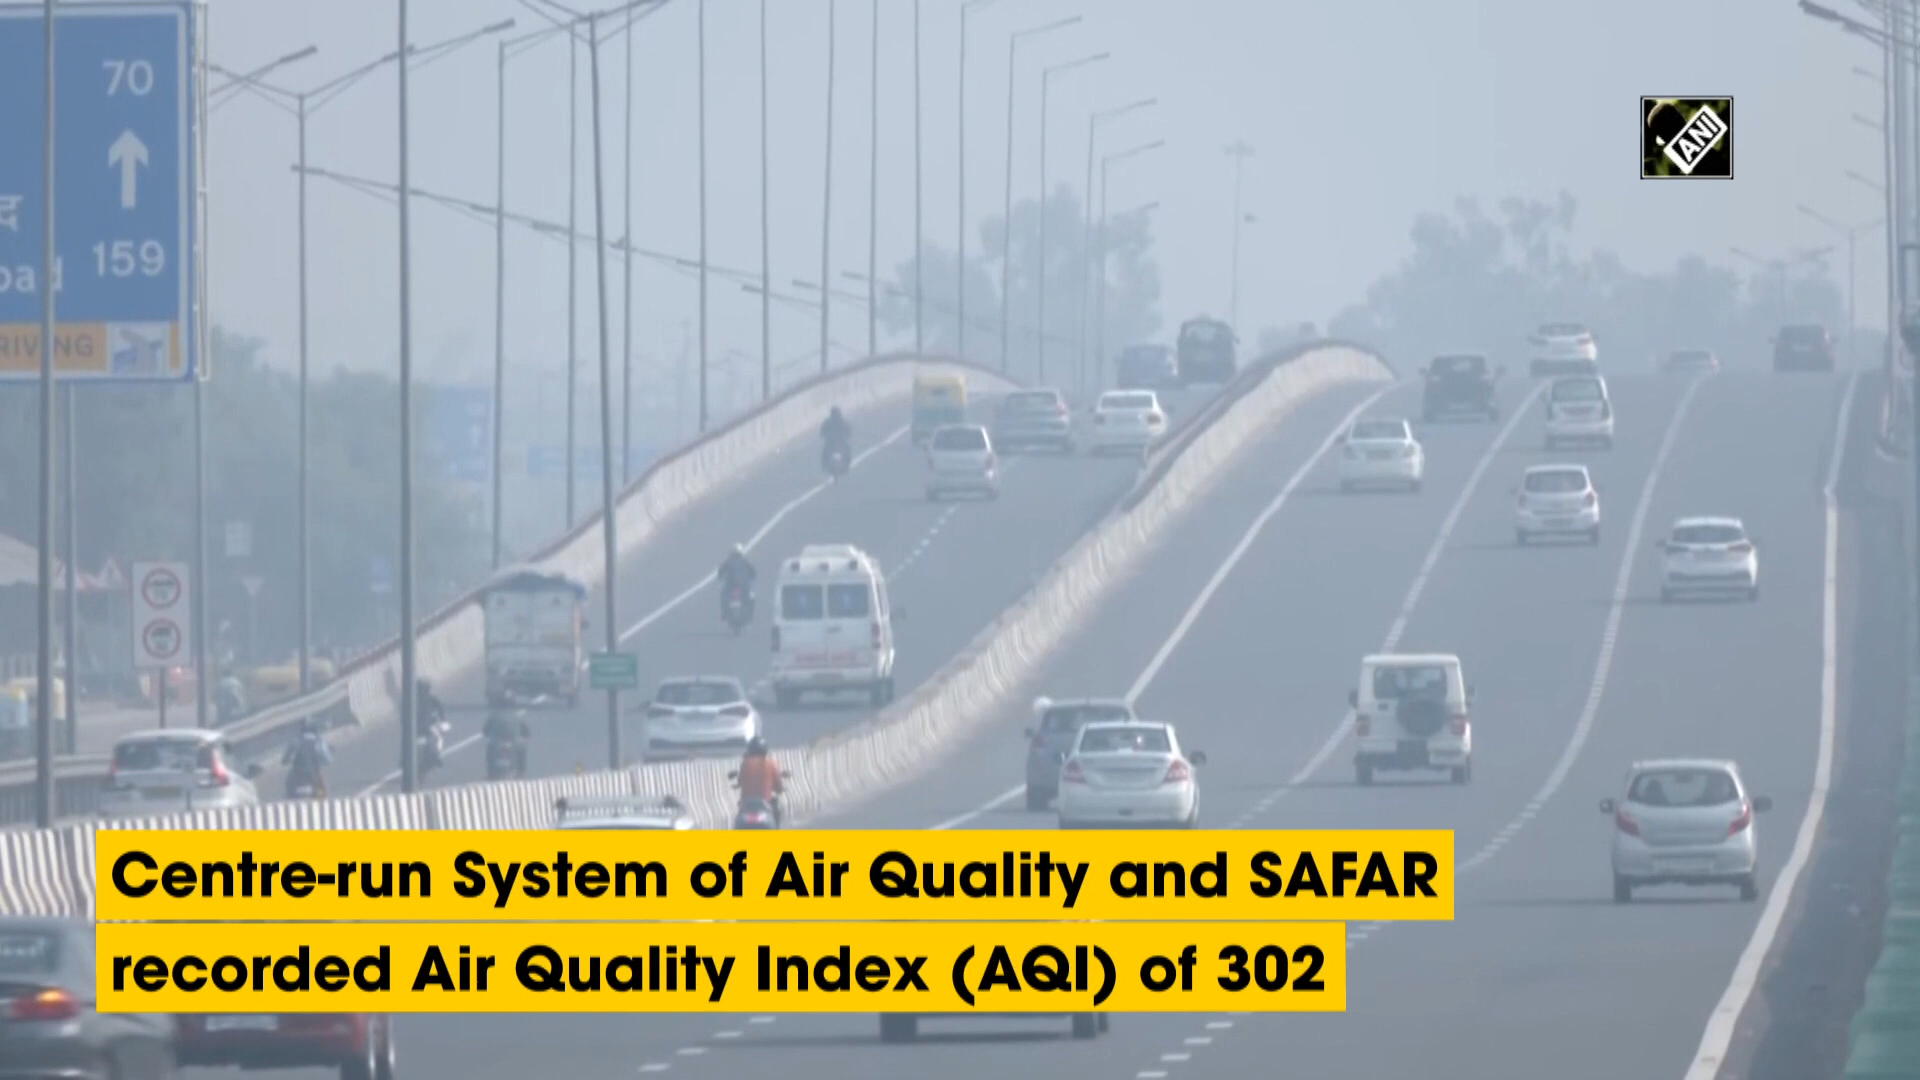 70
159
ANI
Centre-run System of Air Quality and SAFAR
recorded Air Quality Index (AQI) of 302